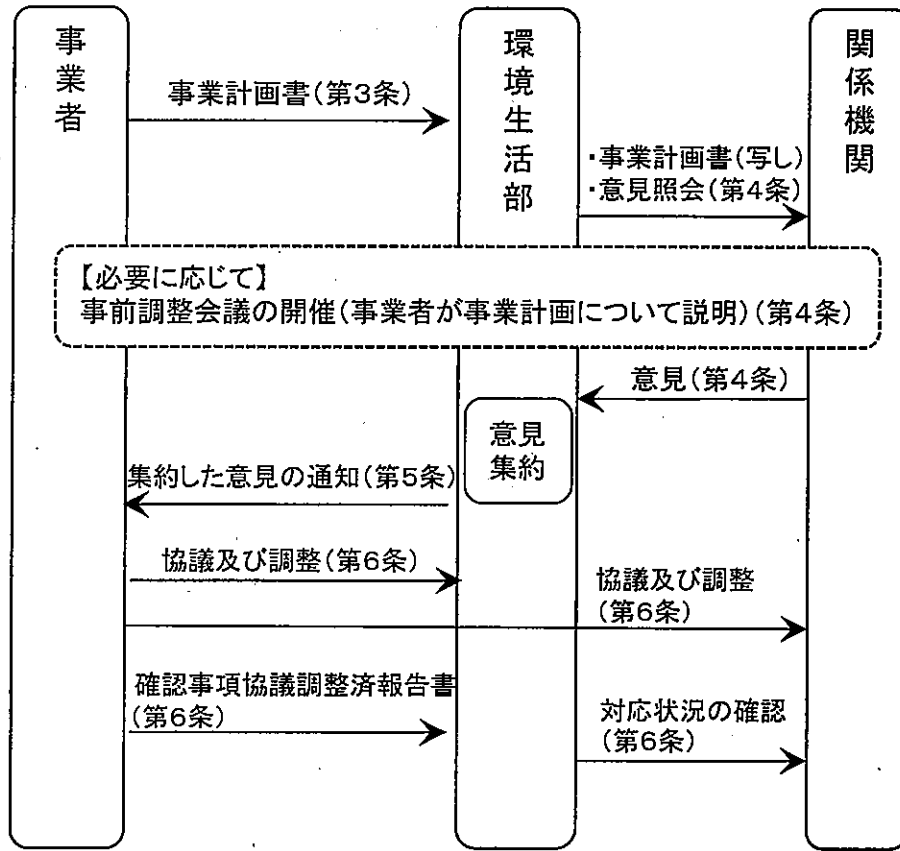 事業者
環境生活部
関係機関
事業計画書(第3条)
・事業計画書(写し)
・意見照会(第4条)
【必要に応じて】
事前調整会議の開催(事業者が事業計画について説明)(第4条)
意見(第4条)
意見
集約
集約した意見の通知(第5条)
協議及び調整(第6条)
協議及び調整
(第6条)
確認事項協議調整済報告書
(第6条)
対応状況の確認
(第6条)